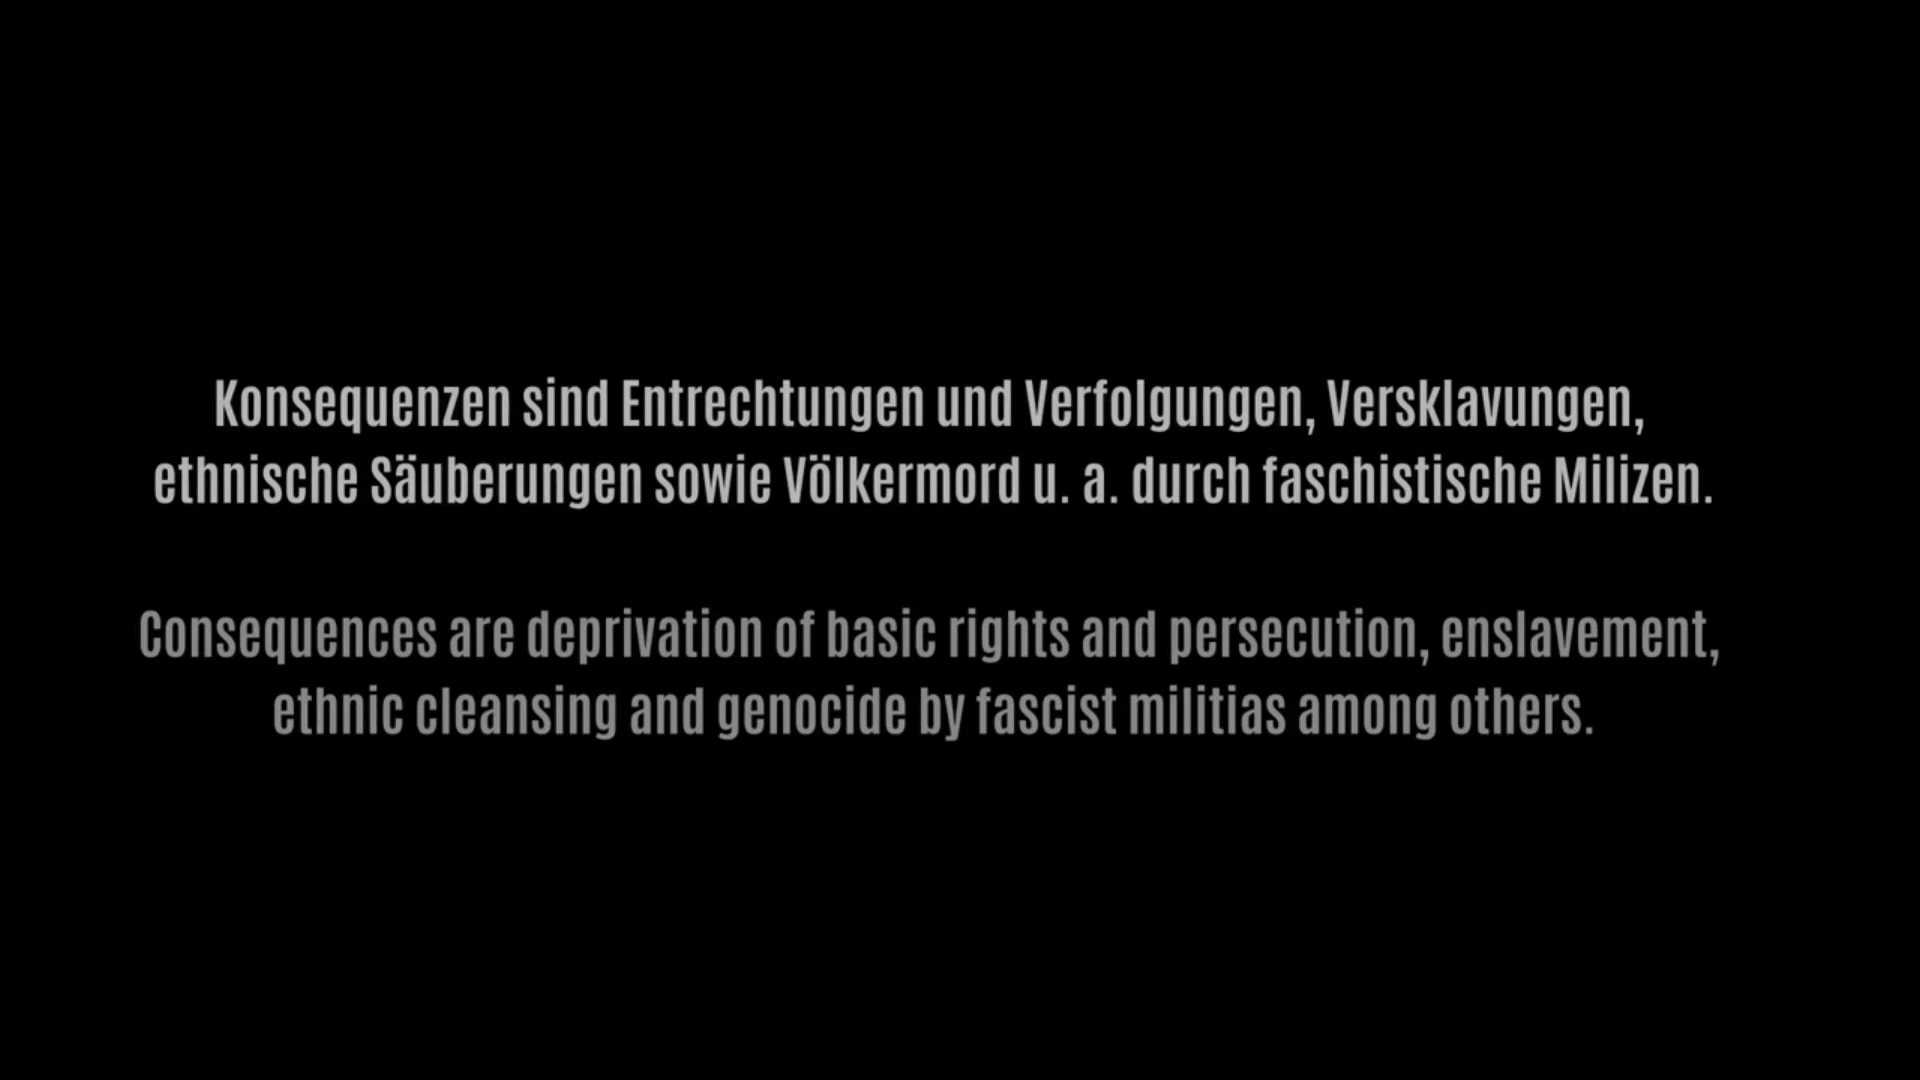 Konsequenzen sind Entrechtungen und Verfolgungen, Versklavungen,
ethnische Säuberungen sowie Völkermord u. a. durch faschistische Milizen.
Consequences are deprivation of basic rights and persecution, enslavement,
ethnic cleansing and genocide by fascist militias among others.